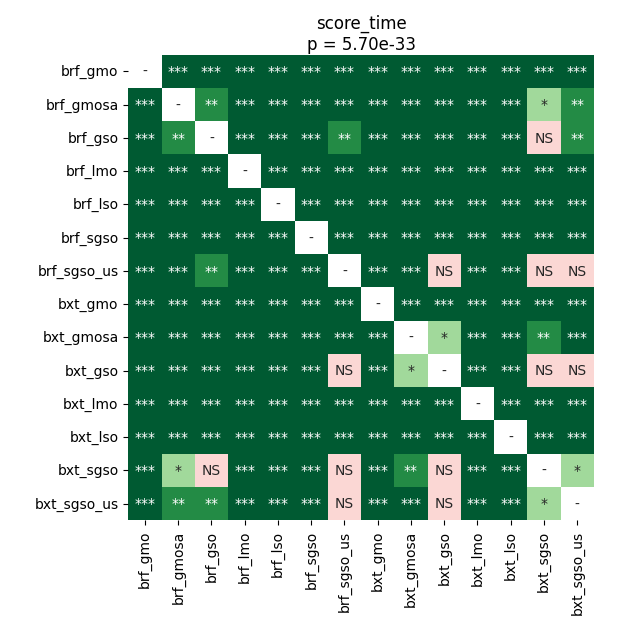 score_time
p = 5.70e-33
brf_gmo - *** *** *** *** *** *** *** *** *** *** *** *** ***
brf_gmosa *** - ** *** *** *** *** *** *** *** *** *** * **
brf_gso *** ** - *** *** *** ** *** *** *** *** *** NS **
brf_lmo *** *** *** - *** *** *** *** *** *** *** *** *** ***
brf_lso *** *** *** *** - *** *** *** *** *** *** *** *** ***
brf_sgso *** *** *** *** *** - *** *** *** *** *** *** *** ***
brf_sgso_us *** *** ** *** *** *** - *** *** NS *** *** NS NS
bxt_gmo *** *** *** *** *** *** *** - *** *** *** *** *** ***
bxt_gmosa *** *** *** *** *** *** *** *** - * *** *** ** ***
bxt_gso *** *** *** *** *** *** NS *** * - *** *** NS NS
bxt_lmo *** *** *** *** *** *** *** *** *** *** - *** *** ***
bxt_lso *** *** *** *** *** *** *** *** *** *** *** - *** ***
bxt_sgso *** * NS *** *** *** NS *** ** NS *** *** - *
bxt_sgso_us *** ** ** *** *** *** NS *** *** NS *** *** * -
brf_gmo brf_gmosa brf_gso brf_lmo brf_lso brf_sgso brf_sgso_us bxt_gmo bxt_gmosa bxt_gso bxt_lmo bxt_lso bxt_sgso bxt_sgso_us